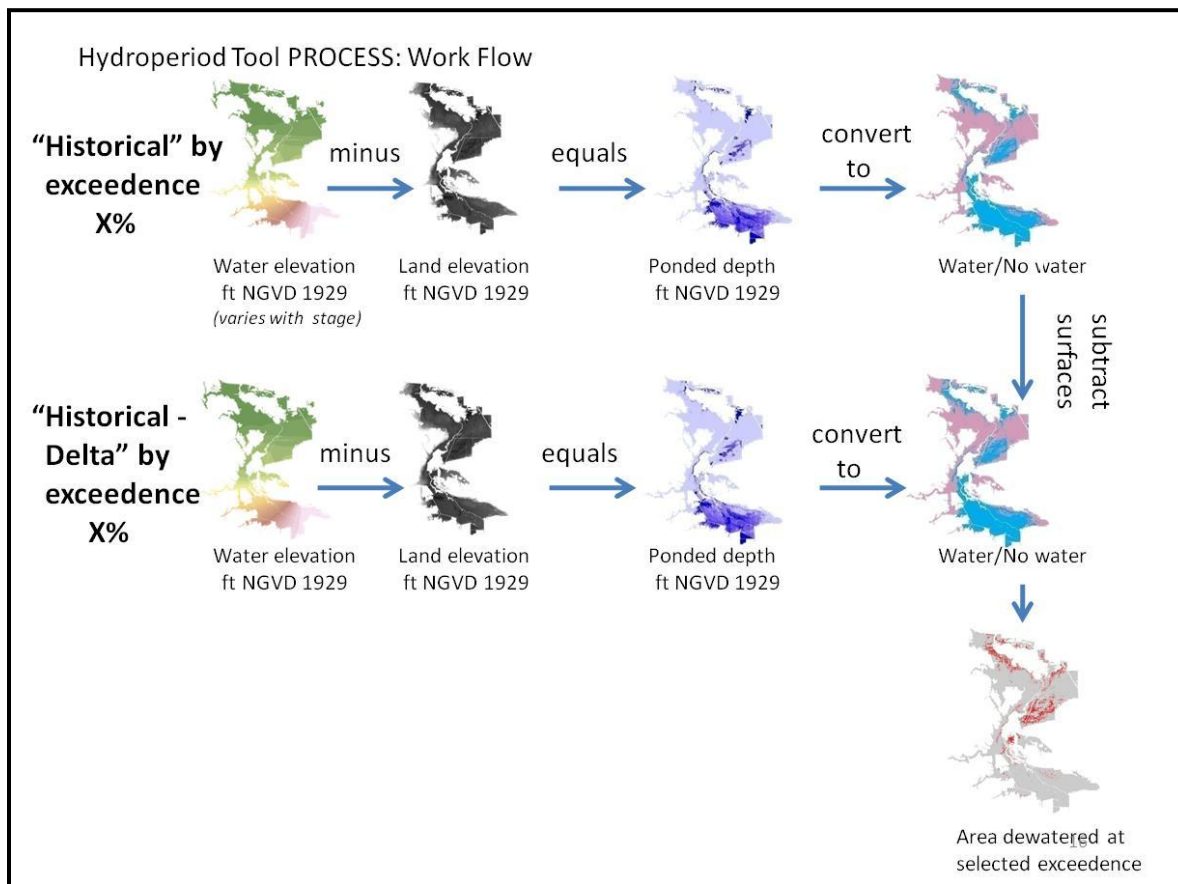 Hydroperiod Tool PROCESS: Work Flow
“Historical” by
exceedence
X%
minus
equals
convert
to
Water elevation
ft NGVD 1929
(varies with stage)
Land elevation
ft NGVD 1929
Ponded depth
ft NGVD 1929
Water/No water
subtract
surfaces
“Historical -
Delta” by
exceedence
X%
minus
equals
convert
to
Water elevation
ft NGVD 1929
Land elevation
ft NGVD 1929
Ponded depth
ft NGVD 1929
Water/No water
Area dewatered at
selected exceedence